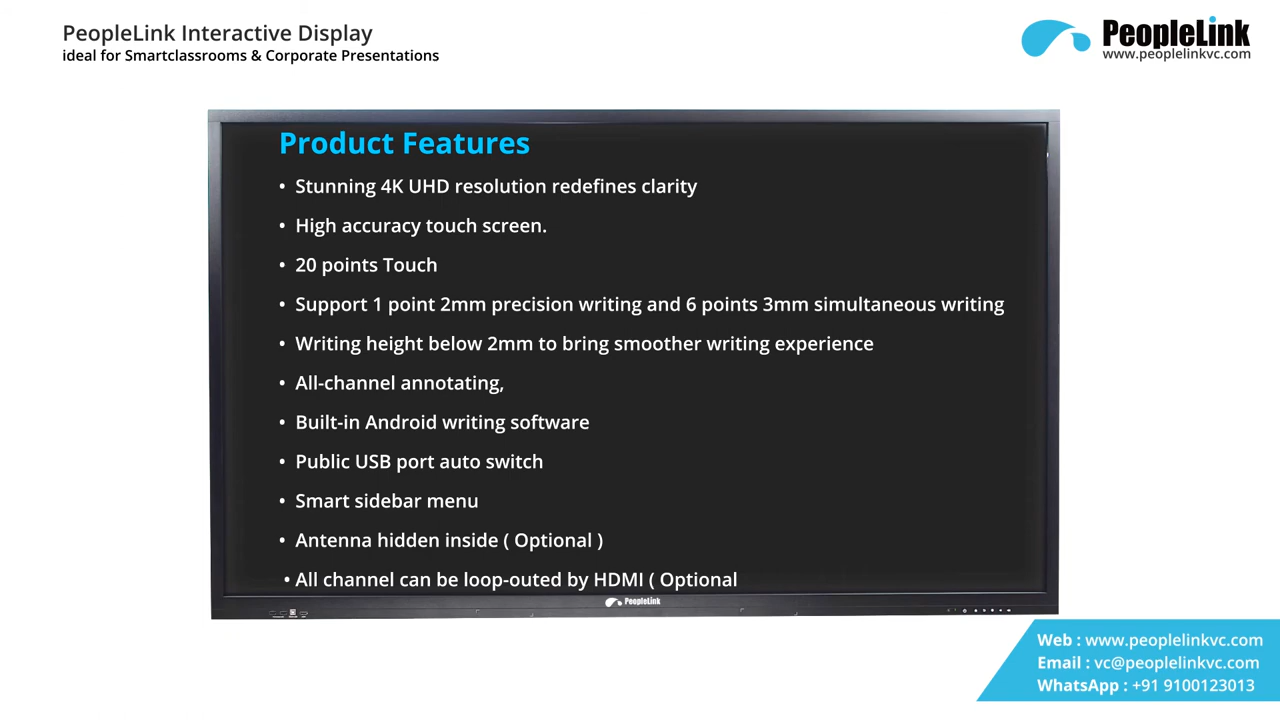 PeopleLink Interactive Display
ideal for Smartclassrooms & Corporate Presentations
PeopleLink
www.peoplelinkvc.com
Product Features
• Stunning 4K UHD resolution redefines clarity
• High accuracy touch screen.
• 20 points Touch
• Support 1 point 2mm precision writing and 6 points 3mm simultaneous writing
• Writing height below 2mm to bring smoother writing experience
• All-channel annotating,
• Built-in Android writing software
• Public USB port auto switch
• Smart sidebar menu
• Antenna hidden inside ( Optional )
• All channel can be loop-outed by HDMI ( Optional
PeopleLink
Web : www.peoplelinkvc.com
Email : vc@peoplelinkvc.com
WhatsApp : +91 9100123013